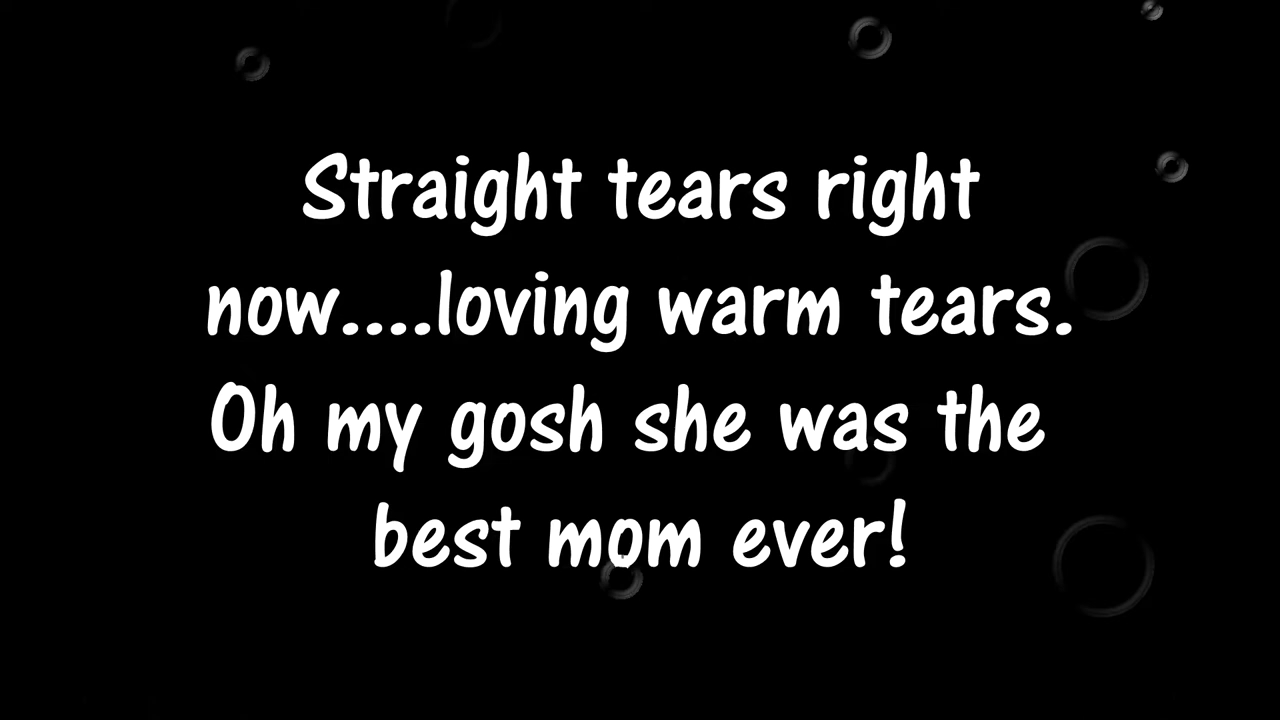 Straight tears right
now....loving warm tears.
Oh my gosh she was the
best mom ever!